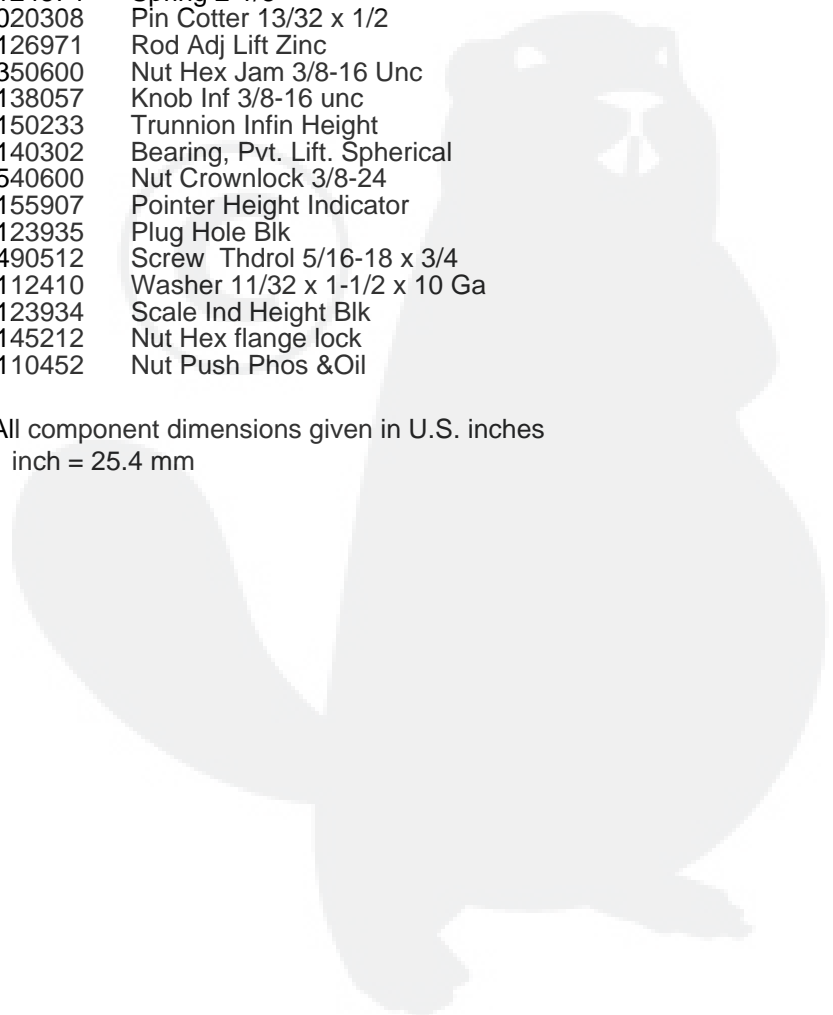 020308 Pin Cotter 13/32 x 1/2
126971 Rod Adj Lift Zinc
350600 Nut Hex Jam 3/8-16 Unc
138057 Knob Inf 3/8-16 unc
150233 Trunnion Infin Height
140302 Bearing, Pvt. Lift. Spherical
540600 Nut Crownlock 3/8-24
155907 Pointer Height Indicator
123935 Plug Hole Blk
490512 Screw Thdrol 5/16-18 x 3/4
112410 Washer 11/32 x 1-1/2 x 10 Ga
123934 Scale Ind Height Blk
145212 Nut Hex flange lock
110452 Nut Push Phos &Oil
All component dimensions given in U.S. inches
inch = 25.4 mm